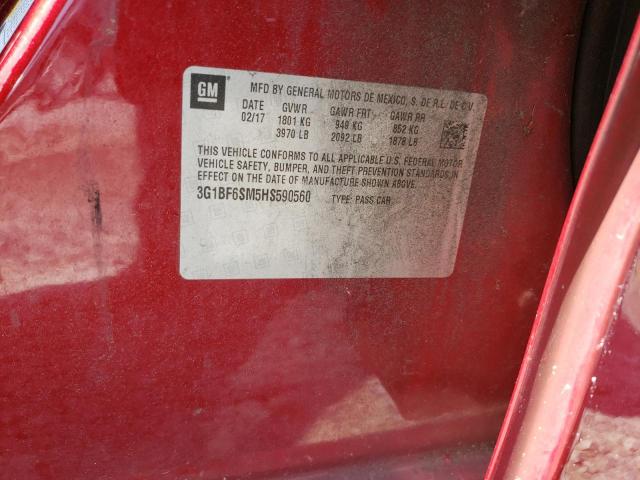 GM
MFD BY GENERAL MOTORS DE MEXICO, S. DE R.L. DE C.V.
DATE GVWR GAWR FRT GAWR RR
02/17 1801 KG 949 KG 852 KG
3970 LB 2092 LB 1878 LB
THIS VEHICLE CONFORMS TO ALL APPLICABLE U.S. FEDERAL MOTOR
VEHICLE SAFETY, BUMPER, AND THEFT PREVENTION STANDARDS IN
EFFECT ON THE DATE OF MANUFACTURE SHOWN ABOVE.
3G1BF6SM5HS590560 TYPE: PASS CAR